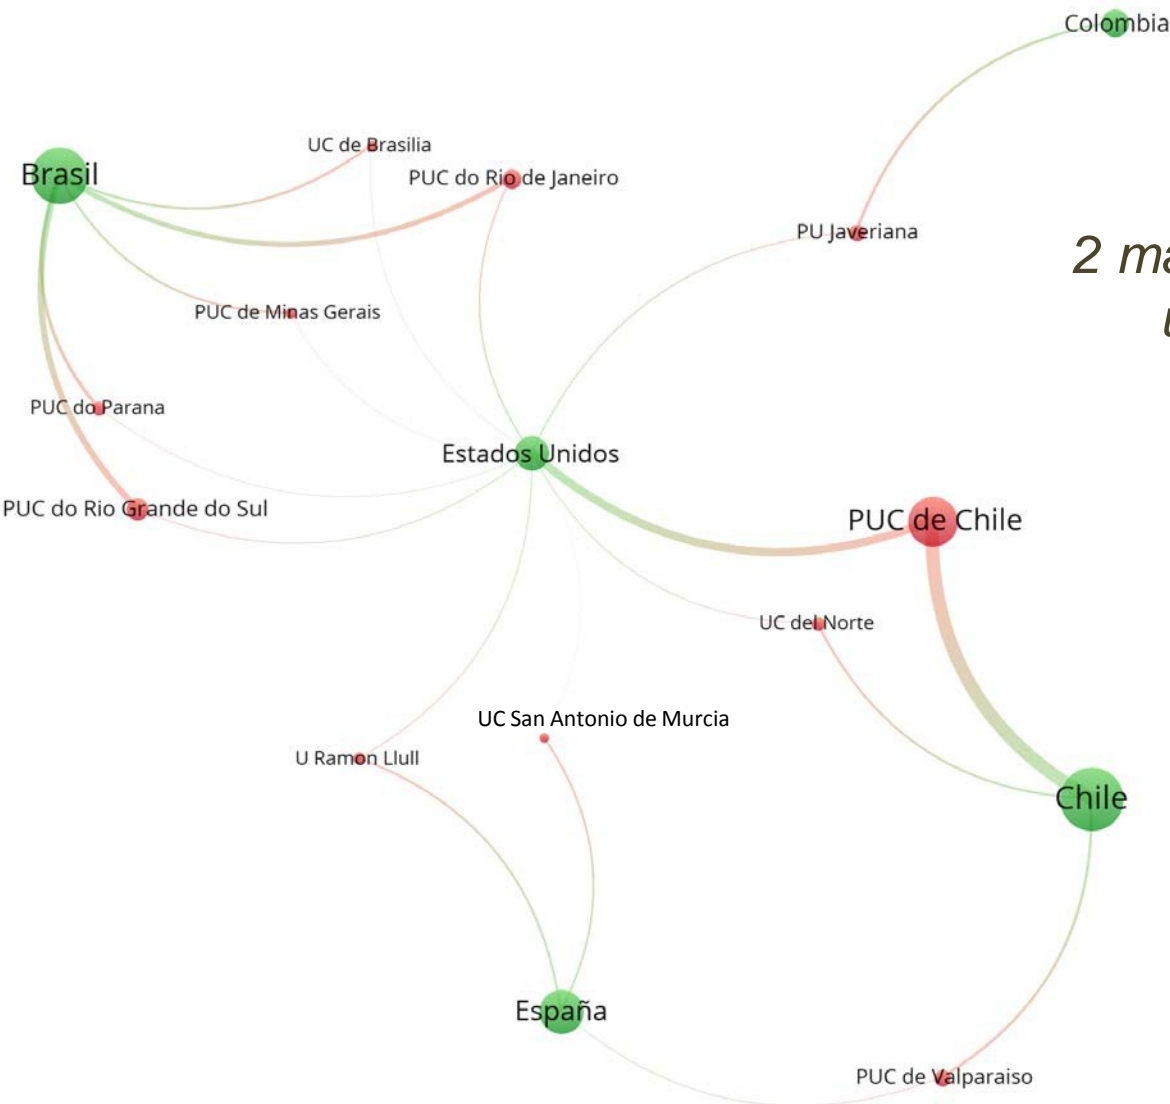 Colombia
UC de Brasilia
Brasil
PUC do Rio de Janeiro
PU Javeriana
2
PUC de Minas Gerais
PUC do Parana
Estados Unidos
PUC do Rio Grande do Sul
PUC de Chile
UC del Norte
UC San Antonio de Murcia
U Ramon Llull
Chile
España
PUC de Valparaiso